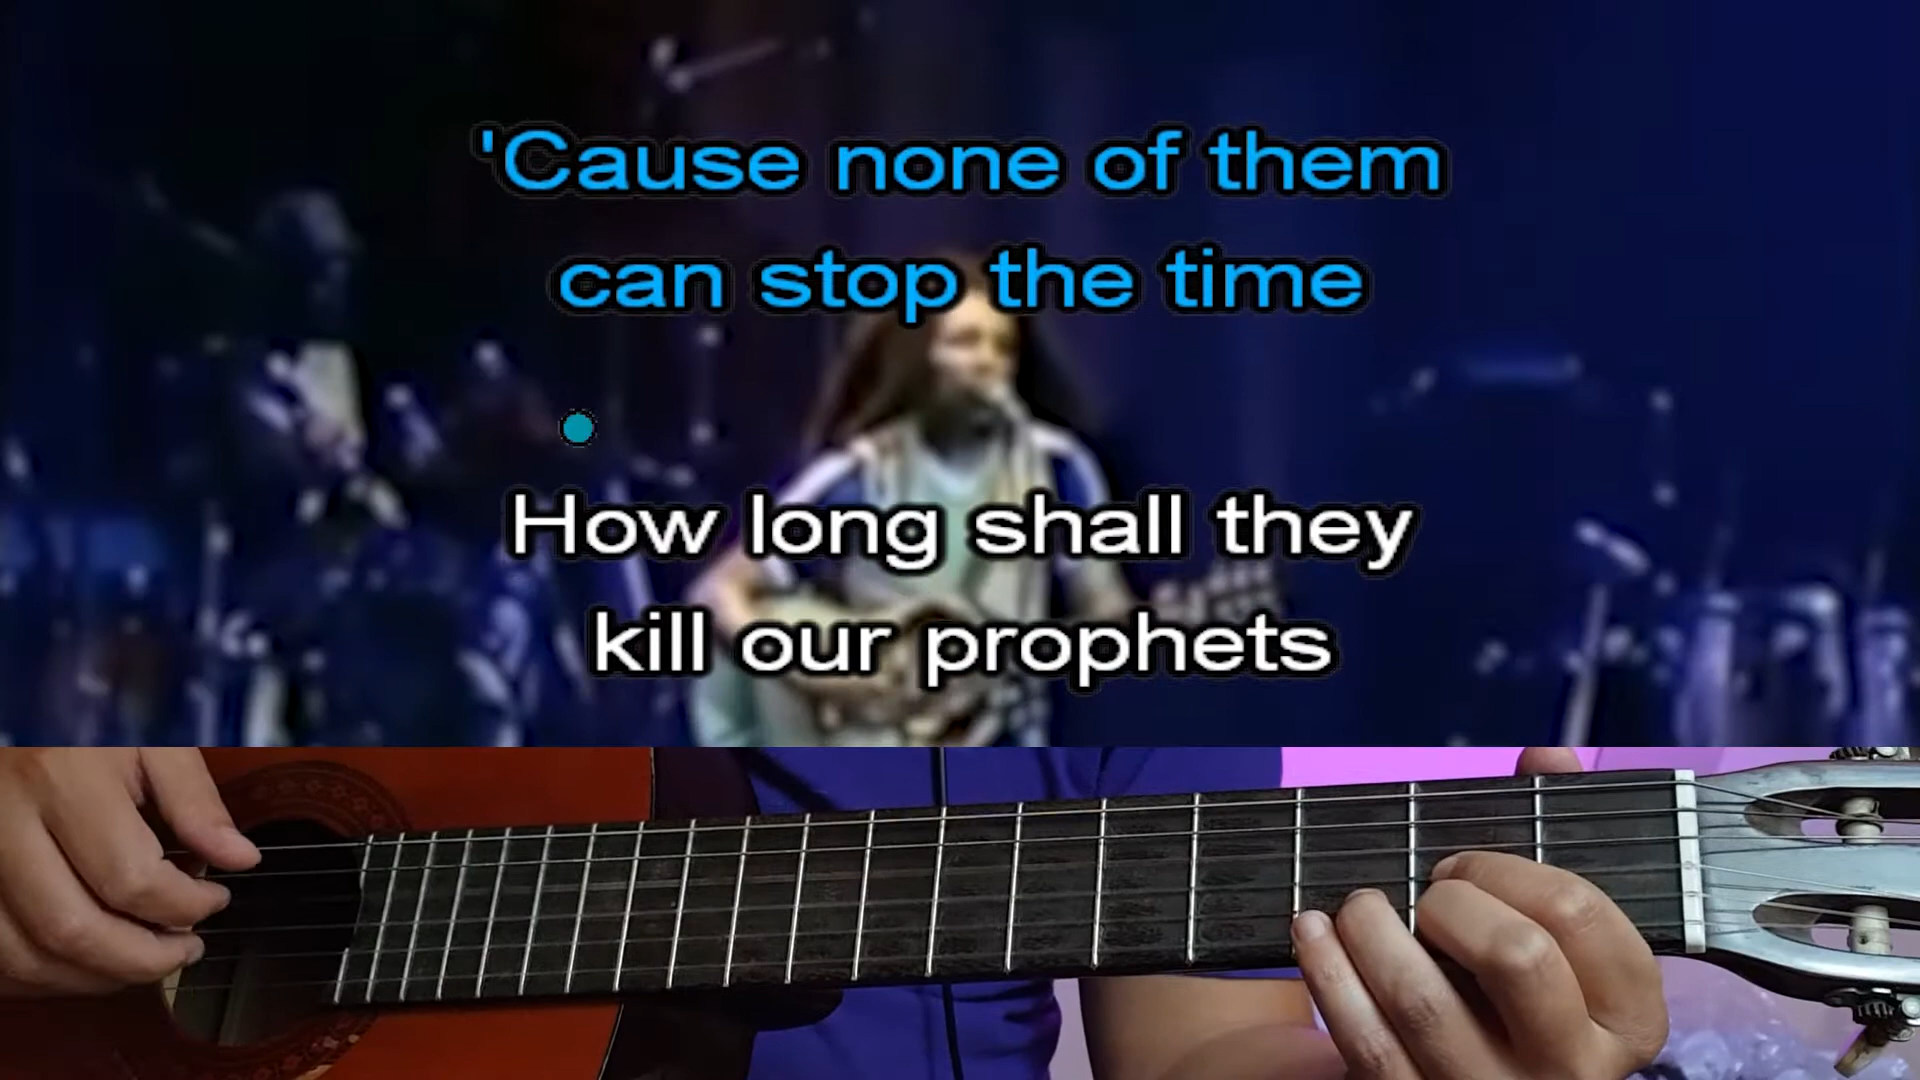 'Cause none of them
can stop the time
How long shall they
kill our prophets